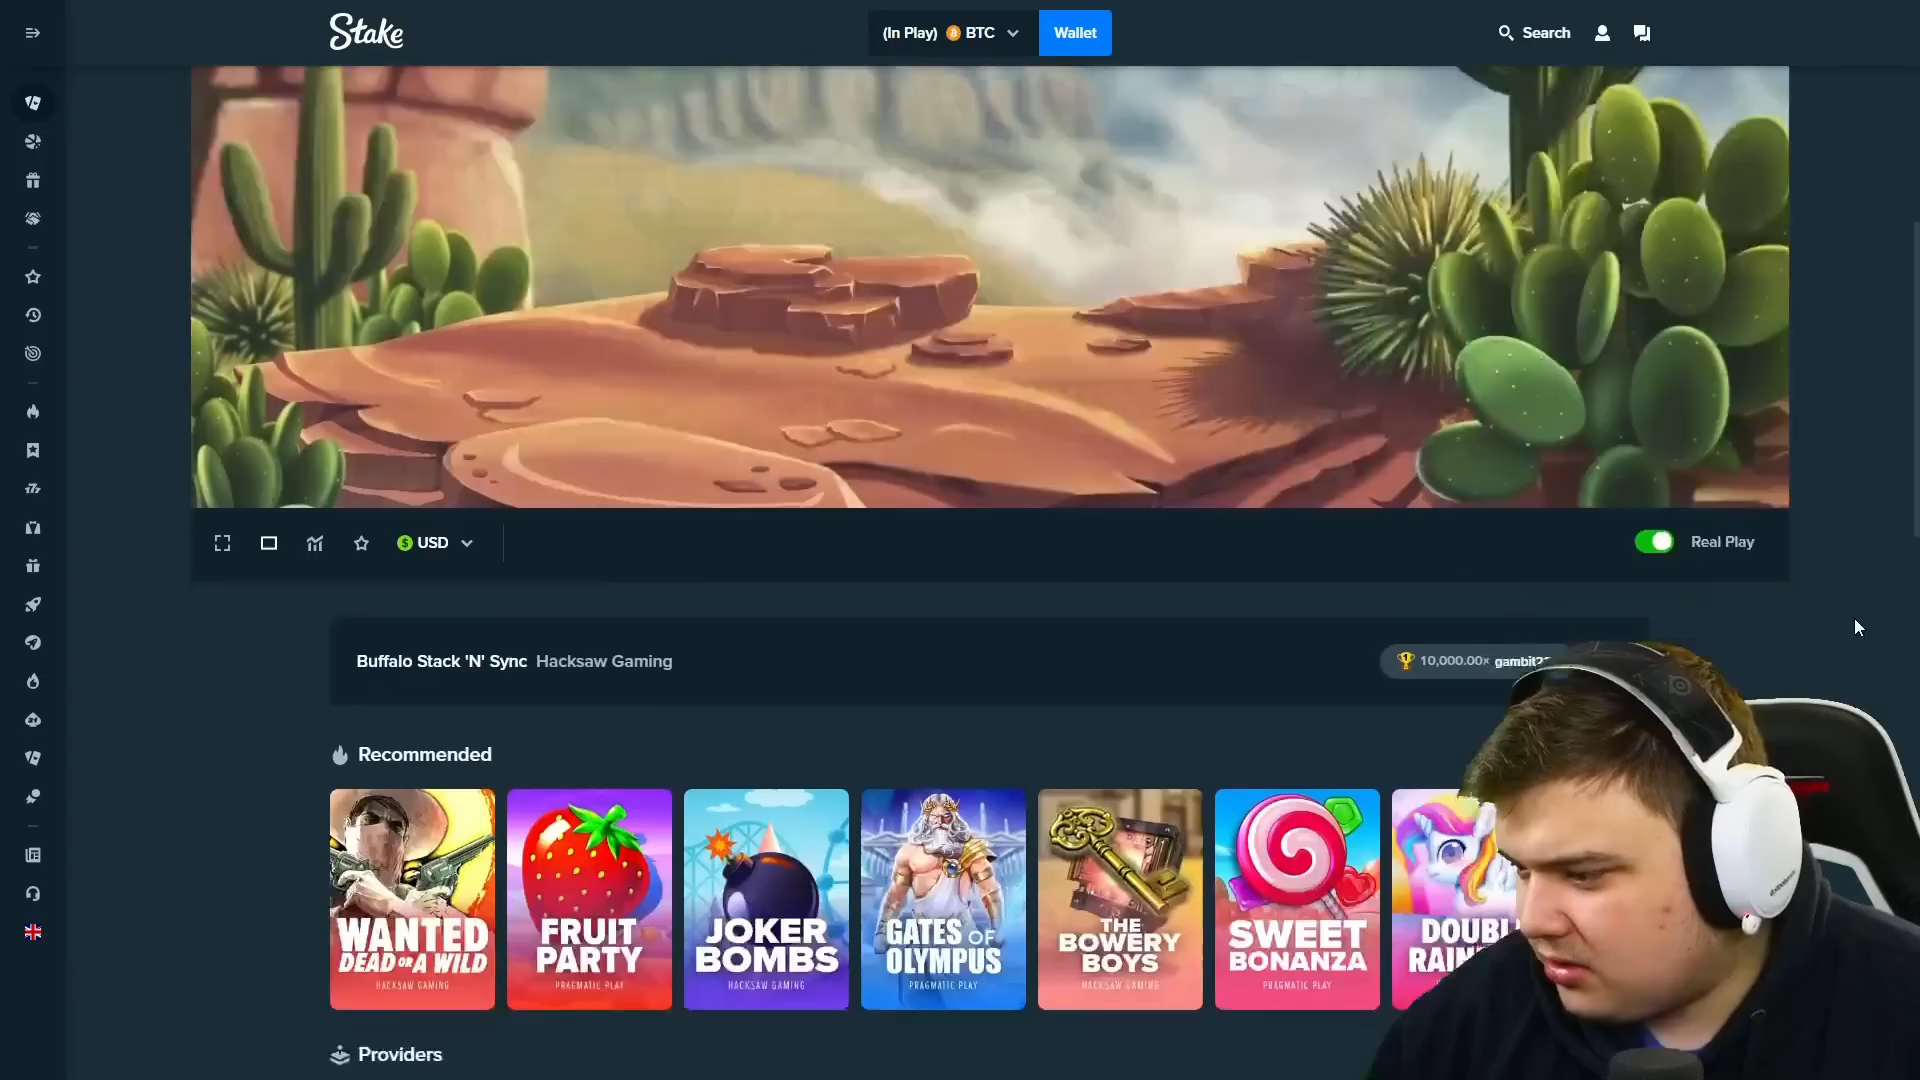 Stake
(In Play) BTC
Wallet
Search
USD
Real Play
Buffalo Stack 'N' Sync Hacksaw Gaming
10,000.00×
Recommended
WANTED
DEAD OR A WILD
HACKSAW GAMING
FRUIT
PARTY
PRAGMATIC PLAY
JOKER
BOMBS
HACKSAW GAMING
GATES OF
OLYMPUS
PRAGMATIC PLAY
THE
BOWERY
BOYS
HACKSAW GAMING
SWEET
BONANZA
PRAGMATIC PLAY
Providers